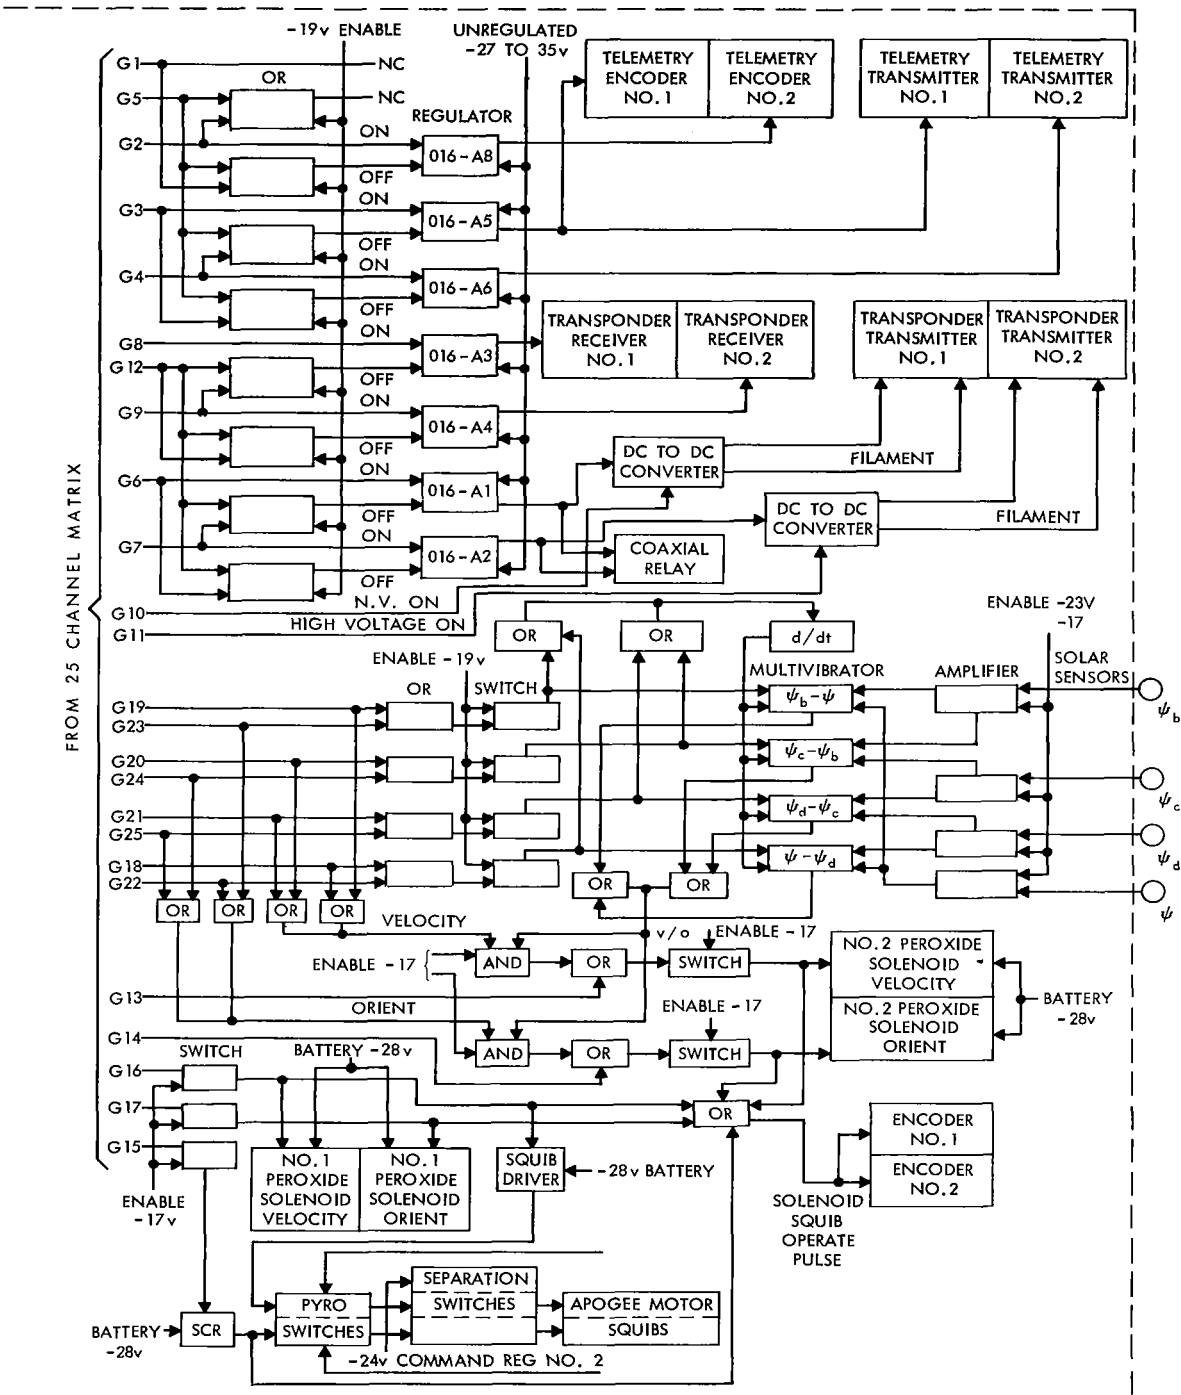 -19v ENABLE
UNREGULATED
-27 TO 35v
G1
NC
OR
G5
NC
REGULATOR
ON
G2
016-A8
OFF
ON
G3
016-A5
OFF
ON
G4
016-A6
OFF
ON
G8
016-A3
G12
OFF
ON
G9
016-A4
OFF
ON
G6
016-A1
OFF
ON
G7
016-A2
OFF
N.V. ON
G10
HIGH VOLTAGE ON
G11
TELEMETRY
ENCODER
NO.1
TELEMETRY
ENCODER
NO.2
TELEMETRY
TRANSMITTER
NO.1
TELEMETRY
TRANSMITTER
NO.2
TRANSPONDER
RECEIVER
NO.1
TRANSPONDER
RECEIVER
NO.2
TRANSPONDER
TRANSMITTER
NO.1
TRANSPONDER
TRANSMITTER
NO.2
DC TO DC
CONVERTER
FILAMENT
DC TO DC
CONVERTER
FILAMENT
COAXIAL
RELAY
FROM 25 CHANNEL MATRIX
ENABLE -23V
-17
OR
OR
d/dt
ENABLE -19v
OR
SWITCH
MULTIVIBRATOR
AMPLIFIER
SOLAR
SENSORS
G19
G23
ψb-ψ
ψb
G20
G24
ψc-ψb
ψc
G21
G25
ψd-ψc
ψd
G18
G22
ψ-ψd
ψ
OR
OR
OR
OR
OR
OR
VELOCITY
v/o
ENABLE -17
ENABLE -17
AND
OR
SWITCH
NO.2 PEROXIDE
SOLENOID
VELOCITY
G13
ORIENT
ENABLE -17
NO.2 PEROXIDE
SOLENOID
ORIENT
BATTERY
-28v
G14
AND
OR
SWITCH
SWITCH
BATTERY -28v
G16
G17
OR
G15
ENABLE
-17v
NO.1
PEROXIDE
SOLENOID
VELOCITY
NO.1
PEROXIDE
SOLENOID
ORIENT
SQUIB
DRIVER
-28v BATTERY
ENCODER
NO.1
ENCODER
NO.2
SOLENOID
SQUIB
OPERATE
PULSE
SEPARATION
PYRO
SWITCHES
APOGEE MOTOR
BATTERY
-28v
SCR
SWITCHES
SQUIBS
-24v COMMAND REG NO. 2